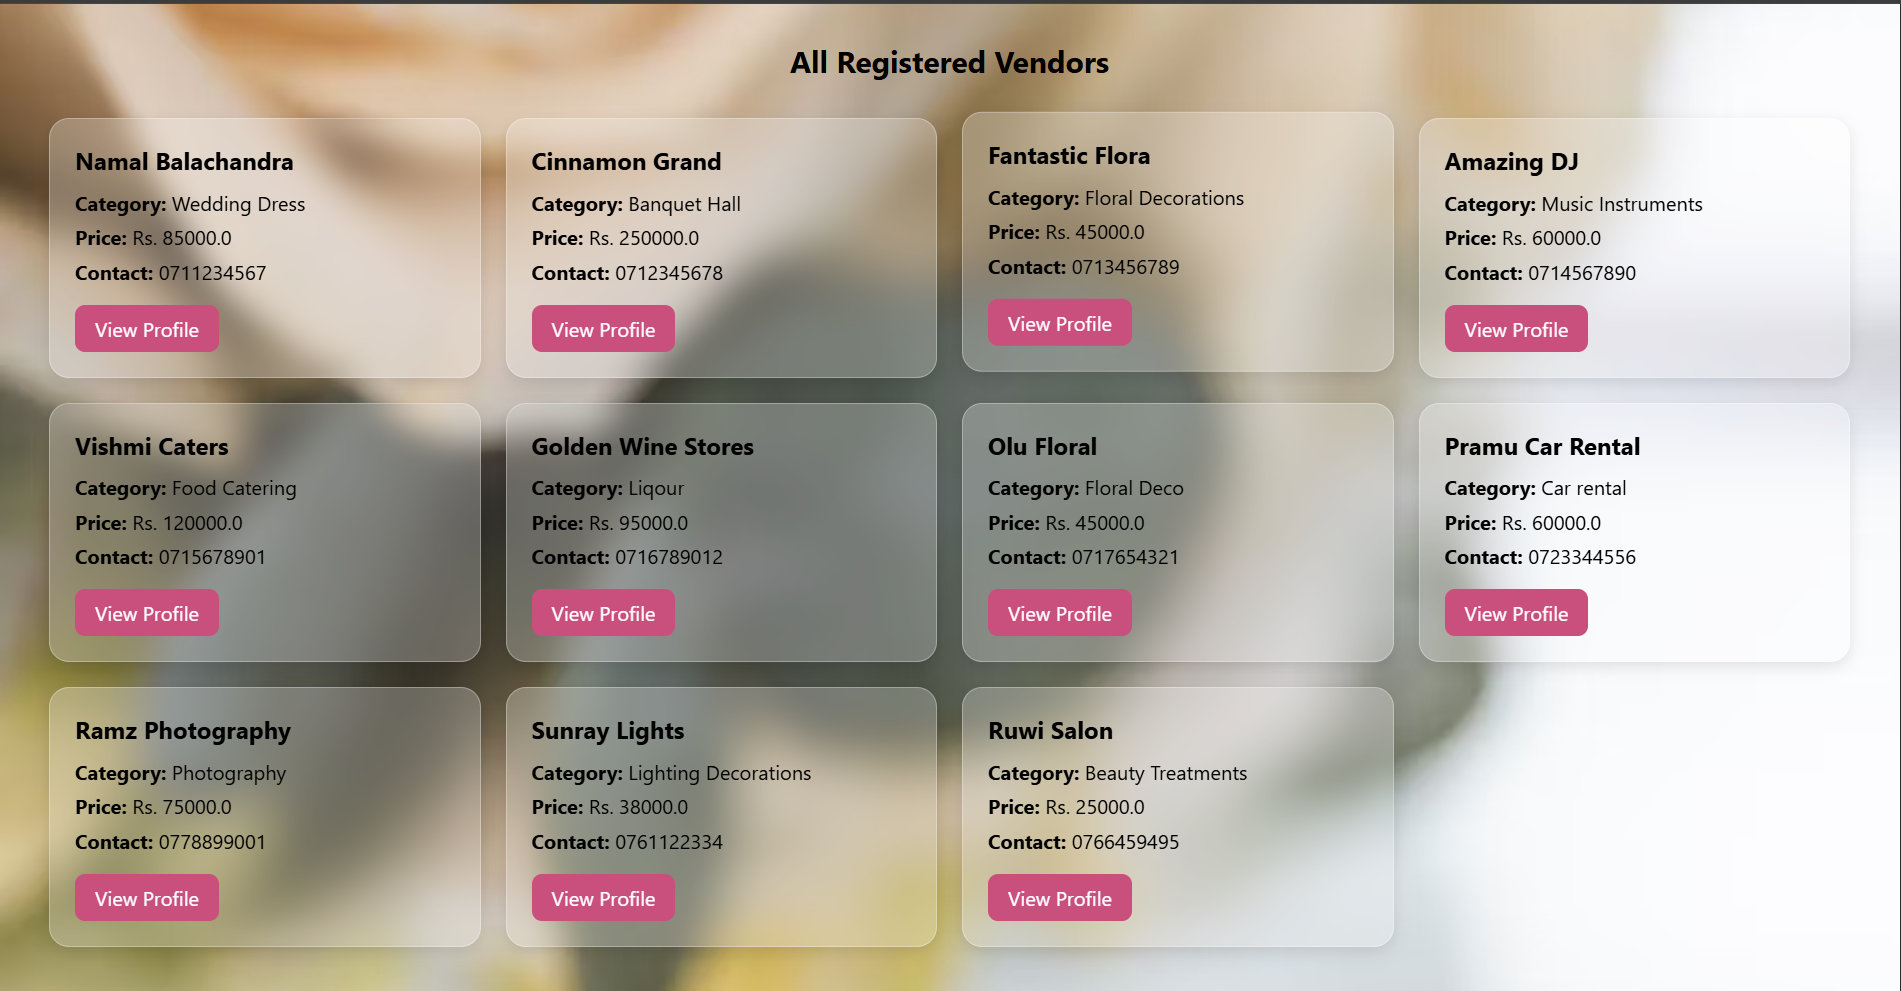 All Registered Vendors
Namal Balachandra
Category: Wedding Dress
Price: Rs. 85000.0
Contact: 0711234567
View Profile
Cinnamon Grand
Category: Banquet Hall
Price: Rs. 250000.0
Contact: 0712345678
View Profile
Fantastic Flora
Category: Floral Decorations
Price: Rs. 45000.0
Contact: 0713456789
View Profile
Amazing DJ
Category: Music Instruments
Price: Rs. 60000.0
Contact: 0714567890
View Profile
Vishmi Caters
Category: Food Catering
Price: Rs. 120000.0
Contact: 0715678901
View Profile
Golden Wine Stores
Category: Liqour
Price: Rs. 95000.0
Contact: 0716789012
View Profile
Olu Floral
Category: Floral Deco
Price: Rs. 45000.0
Contact: 0717654321
View Profile
Pramu Car Rental
Category: Car rental
Price: Rs. 60000.0
Contact: 0723344556
View Profile
Ramz Photography
Category: Photography
Price: Rs. 75000.0
Contact: 0778899001
View Profile
Sunray Lights
Category: Lighting Decorations
Price: Rs. 38000.0
Contact: 0761122334
View Profile
Ruwi Salon
Category: Beauty Treatments
Price: Rs. 25000.0
Contact: 0766459495
View Profile